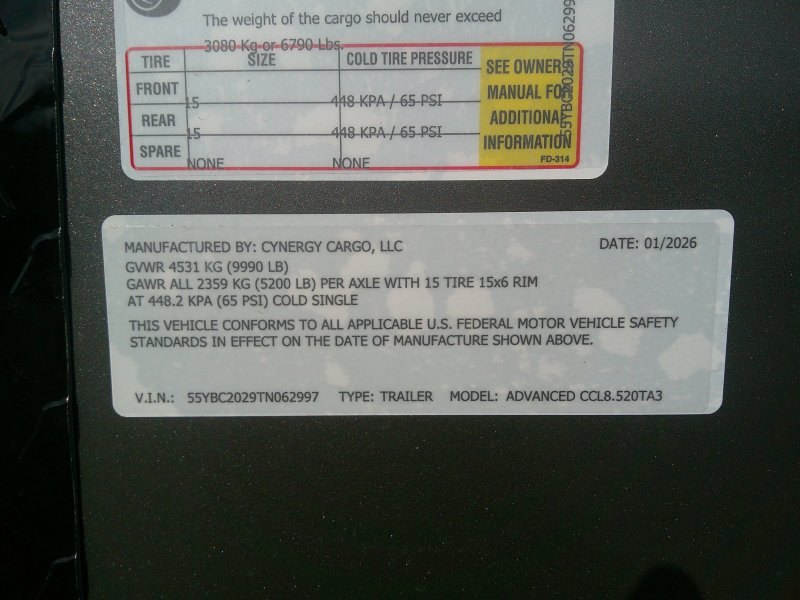 The weight of the cargo should never exceed
3080 Kg or 6790 Lbs.
TIRE SIZE COLD TIRE PRESSURE
FRONT 15 448 KPA / 65 PSI
REAR 15 448 KPA / 65 PSI
SPARE NONE NONE
SEE OWNERS
MANUAL FOR
ADDITIONAL
INFORMATION
FD-314
55YBC2029TN06299
MANUFACTURED BY: CYNERGY CARGO, LLC DATE: 01/2026
GVWR 4531 KG (9990 LB)
GAWR ALL 2359 KG (5200 LB) PER AXLE WITH 15 TIRE 15x6 RIM
AT 448.2 KPA (65 PSI) COLD SINGLE
THIS VEHICLE CONFORMS TO ALL APPLICABLE U.S. FEDERAL MOTOR VEHICLE SAFETY
STANDARDS IN EFFECT ON THE DATE OF MANUFACTURE SHOWN ABOVE.
V.I.N.: 55YBC2029TN062997 TYPE: TRAILER MODEL: ADVANCED CCL8.520TA3